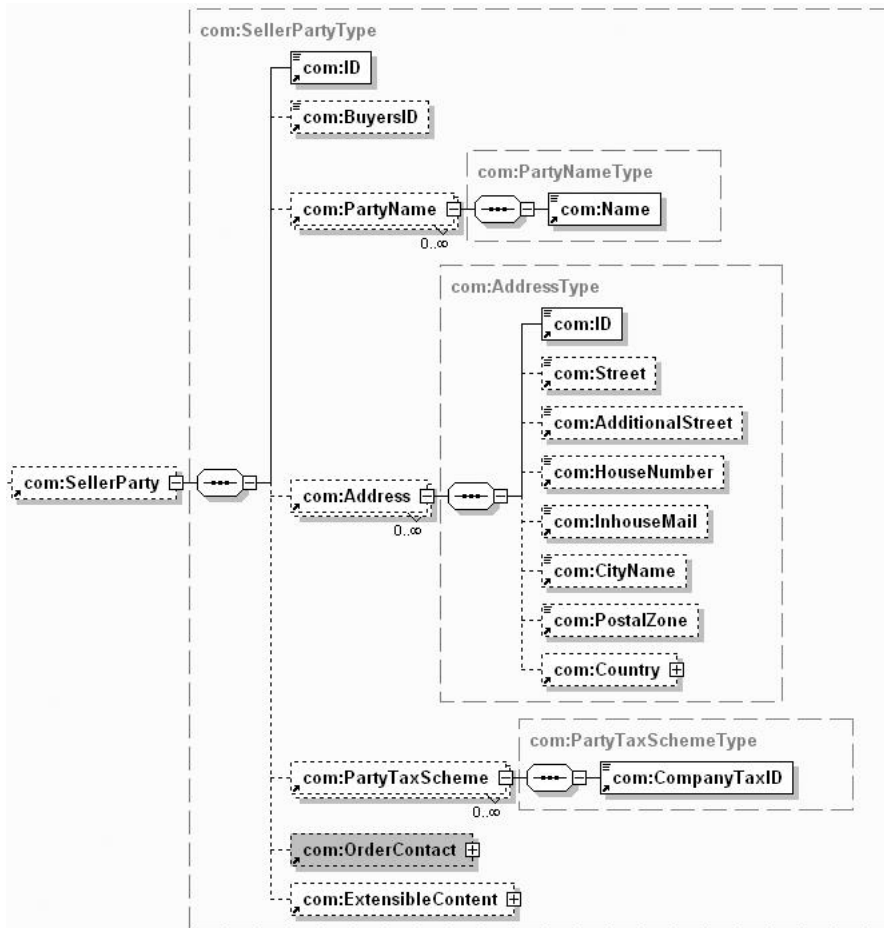 com:SellerPartyType
com:ID
com:BuyersID
com:PartyNameType
com:PartyName
com:Name
0..∞
com:AddressType
com:ID
com:Street
com:AdditionalStreet
com:HouseNumber
com:SellerParty
com:Address
0..∞
com:InhouseMail
com:CityName
com:PostalZone
com:Country
com:PartyTaxSchemeType
com:PartyTaxScheme
com:CompanyTaxID
0..∞
com:OrderContact
com:ExtensibleContent